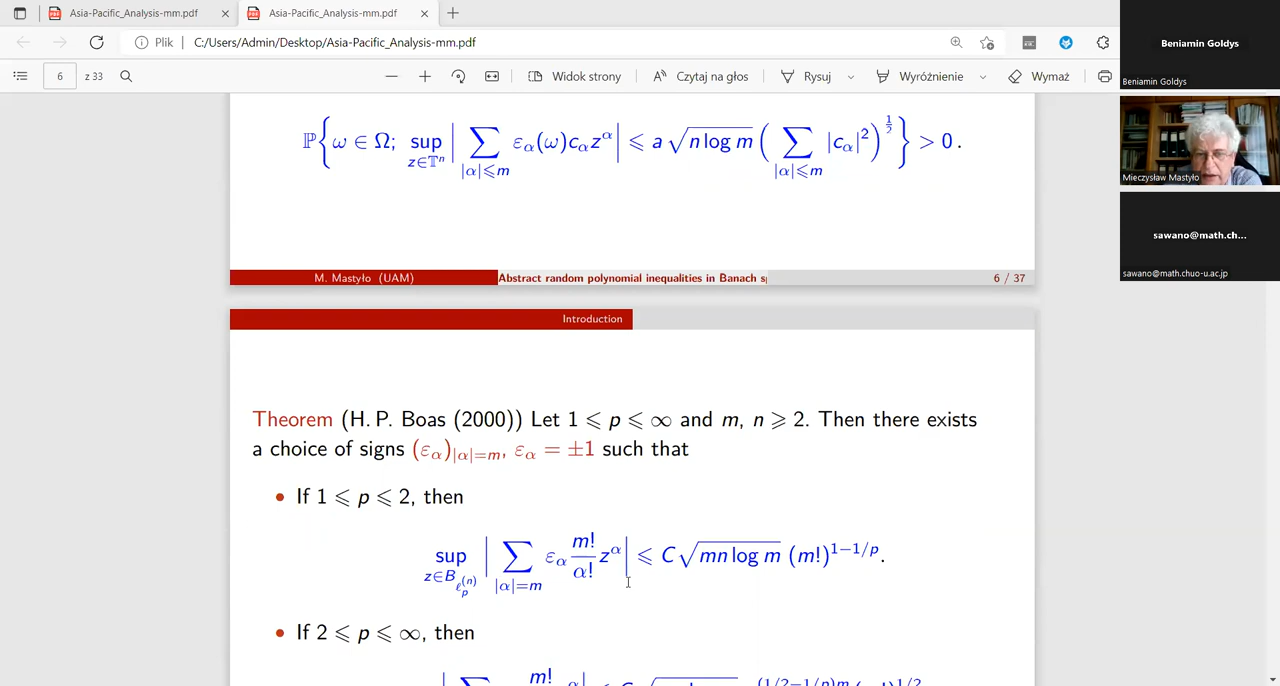 Asia-Pacific_Analysis-mm.pdf
Asia-Pacific_Analysis-mm.pdf
Plik | C:/Users/Admin/Desktop/Asia-Pacific_Analysis-mm.pdf
6 z 33 Widok strony Czytaj na głos Rysuj Wyróżnienie Wymaż
ℙ{ω ∈ Ω; sup_{z∈𝕋ⁿ} | ∑_{|α|⩽m} ε_α(ω)c_α z^α | ⩽ a √(n log m) ( ∑_{|α|⩽m} |c_α|² )^{1/2} } > 0 .
M. Mastyło (UAM) Abstract random polynomial inequalities in Banach s 6 / 37
Introduction
Theorem (H. P. Boas (2000)) Let 1 ⩽ p ⩽ ∞ and m, n ⩾ 2. Then there exists
a choice of signs (ε_α)_{|α|=m}, ε_α = ±1 such that
• If 1 ⩽ p ⩽ 2, then
sup_{z∈B_{ℓ_p^{(n)}}} | ∑_{|α|=m} ε_α m!/α! z^α | ⩽ C √(mn log m) (m!)^{1−1/p}.
• If 2 ⩽ p ⩽ ∞, then
Beniamin Goldys
Beniamin Goldys
Mieczysław Mastyło
sawano@math.ch...
sawano@math.chuo-u.ac.jp